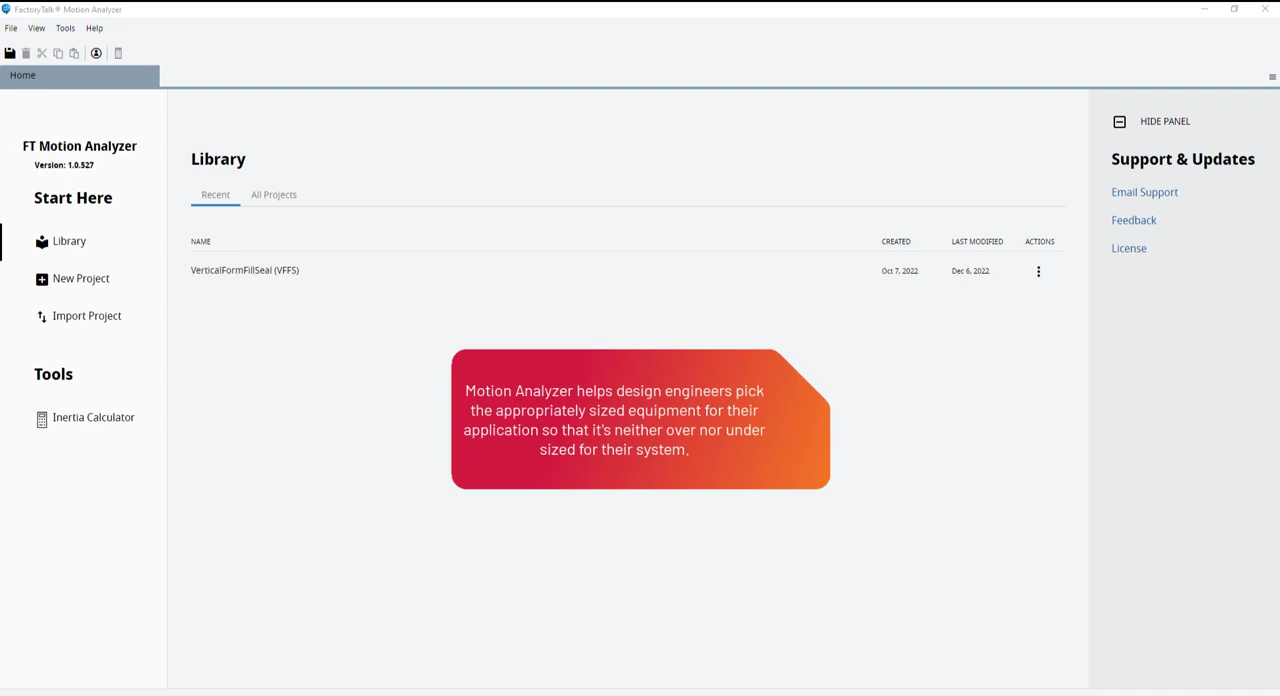 FactoryTalk® Motion Analyzer
File View Tools Help
Home
FT Motion Analyzer
Version: 1.0.527
Start Here
Library
New Project
Import Project
Tools
Inertia Calculator
Library
Recent All Projects
NAME CREATED LAST MODIFIED ACTIONS
VerticalFormFillSeal (VFFS) Oct 7, 2022 Dec 6, 2022
Motion Analyzer helps design engineers pick
the appropriately sized equipment for their
application so that it's neither over nor under
sized for their system.
HIDE PANEL
Support & Updates
Email Support
Feedback
License